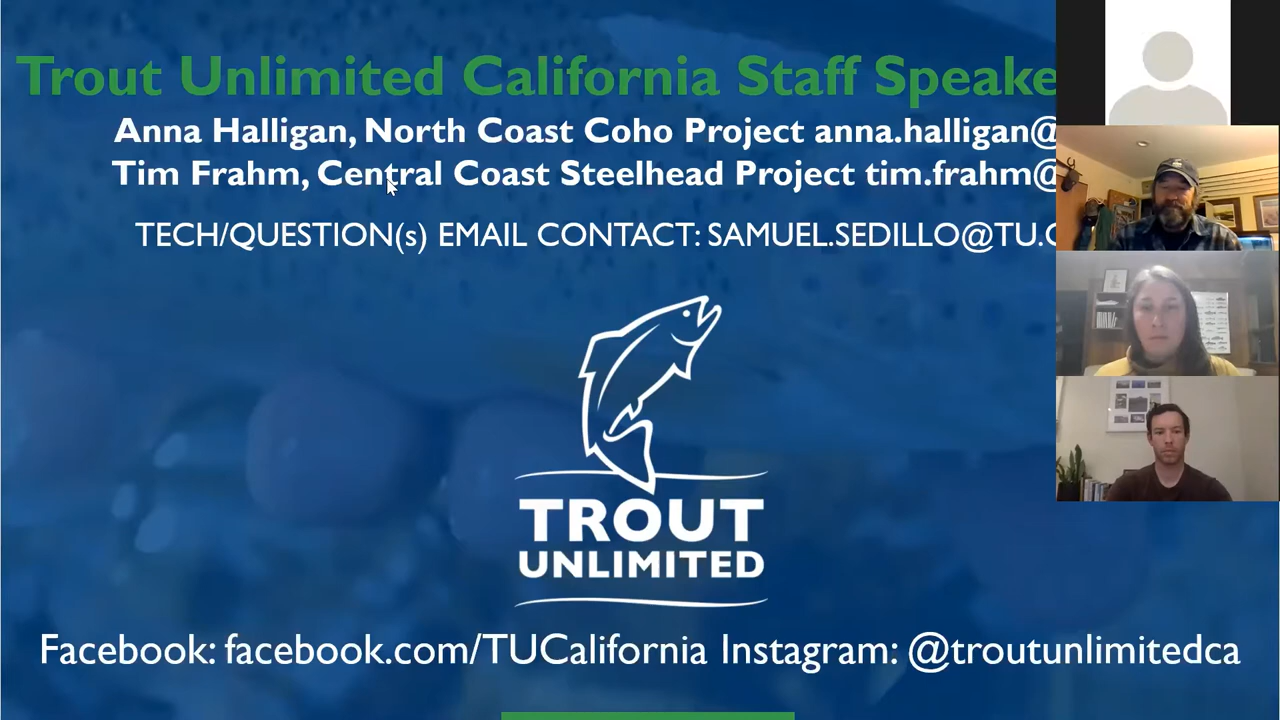 Trout Unlimited California Staff Speake
Anna Halligan, North Coast Coho Project anna.halligan@
Tim Frahm, Central Coast Steelhead Project tim.frahm@
TECH/QUESTION(s) EMAIL CONTACT: SAMUEL.SEDILLO@TU.
TROUT
UNLIMITED
Facebook: facebook.com/TUCalifornia Instagram: @troutunlimitedca